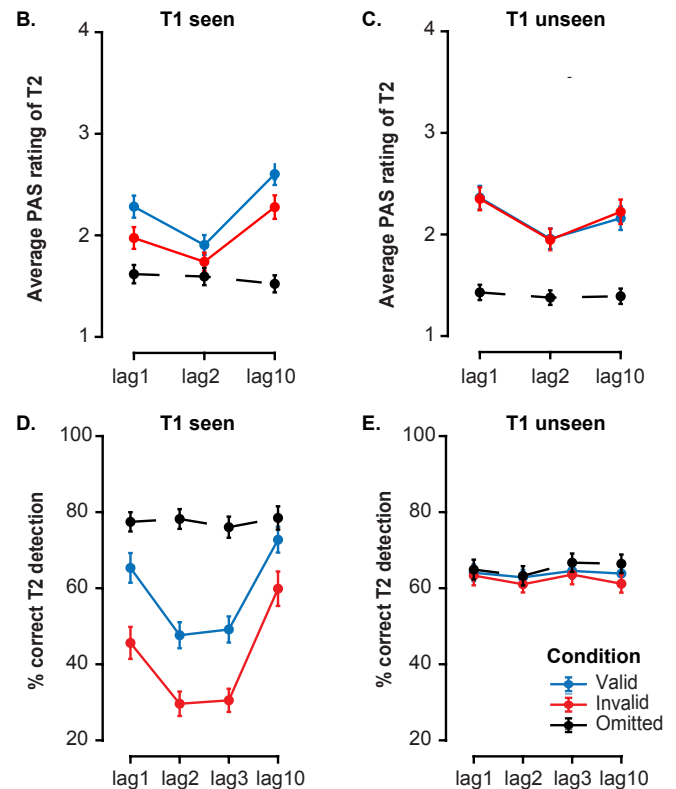 B. T1 seen
Average PAS rating of T2
4
3
2
1
lag1 lag2 lag10
C. T1 unseen
Average PAS rating of T2
4
3
2
1
lag1 lag2 lag10
D. T1 seen
% correct T2 detection
100
80
60
40
20
lag1 lag2 lag3 lag10
E. T1 unseen
% correct T2 detection
100
80
60
40
20
lag1 lag2 lag3 lag10
Condition
Valid
Invalid
Omitted